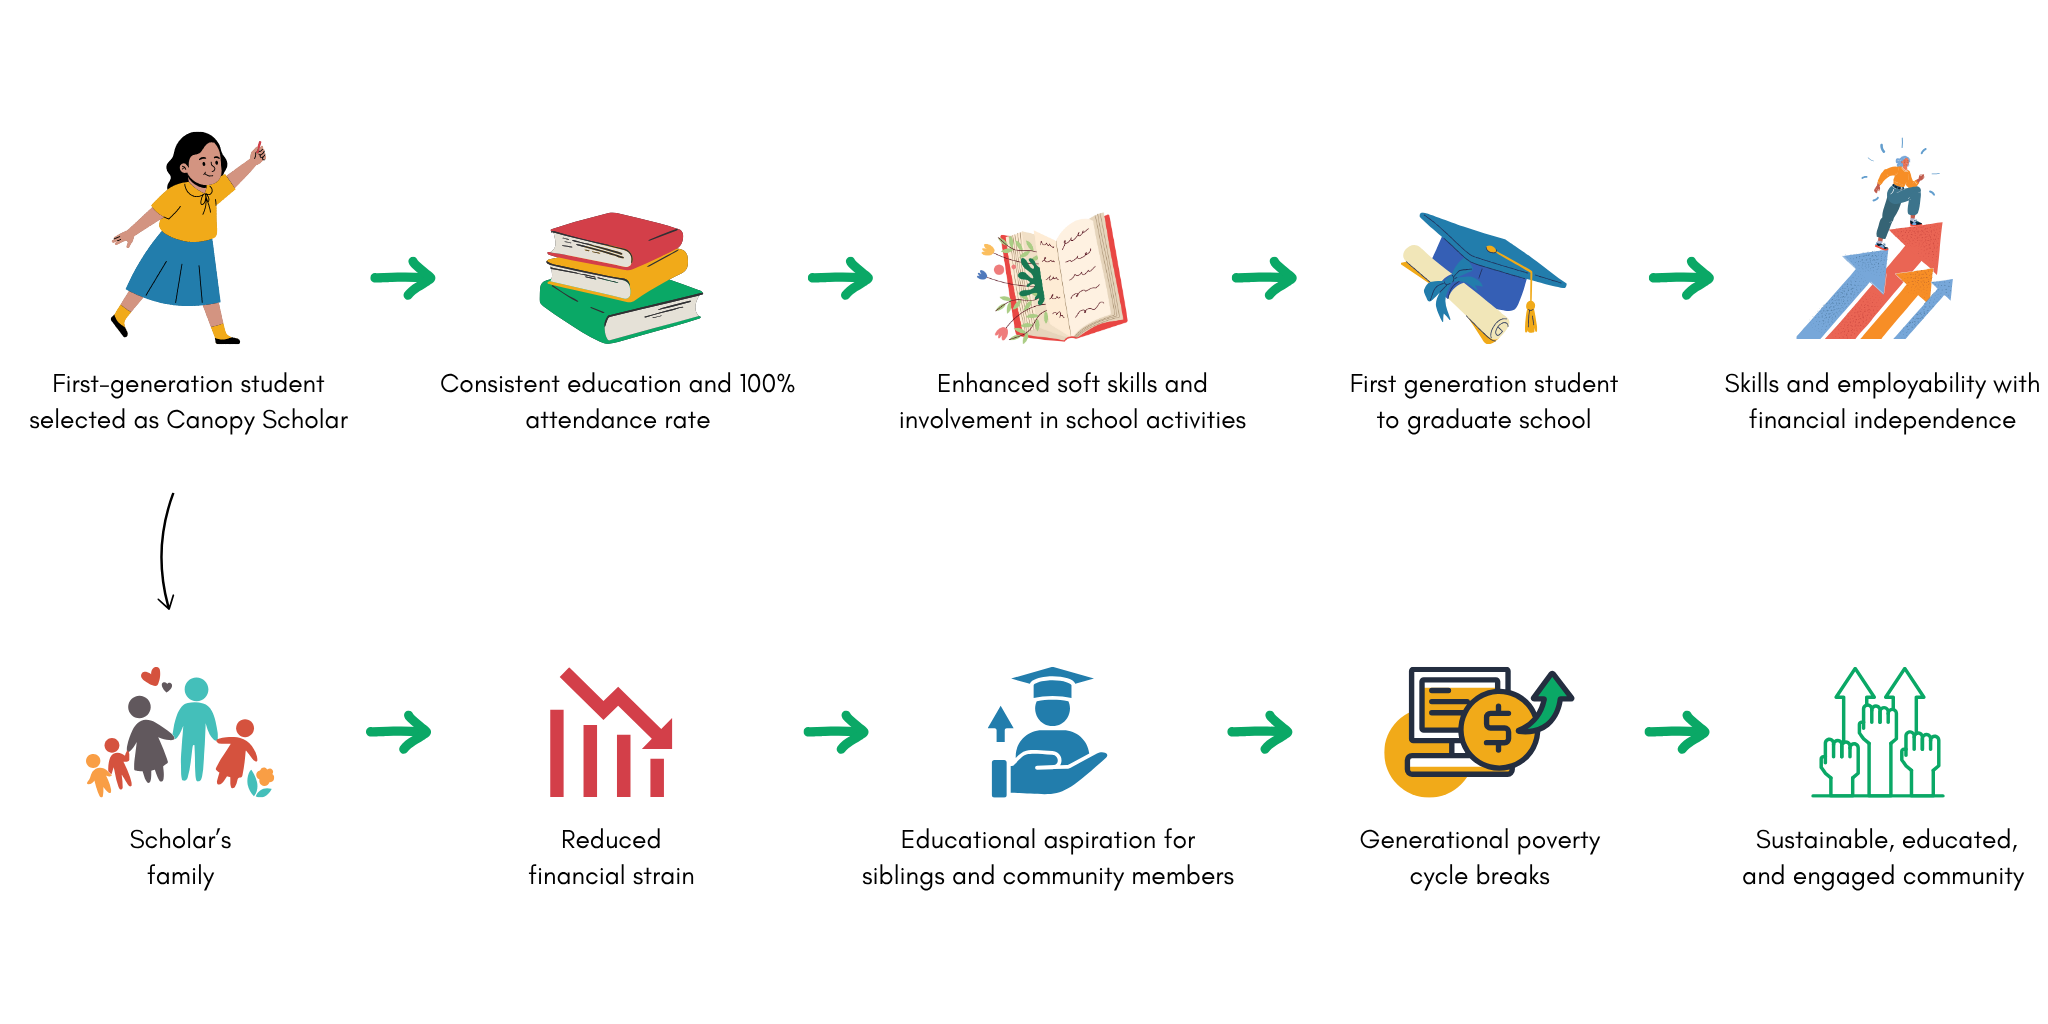 First-generation student
selected as Canopy Scholar
Consistent education and 100%
attendance rate
Enhanced soft skills and
involvement in school activities
First generation student
to graduate school
Skills and employability with
financial independence
Scholar's
family
Reduced
financial strain
Educational aspiration for
siblings and community members
Generational poverty
cycle breaks
Sustainable, educated,
and engaged community